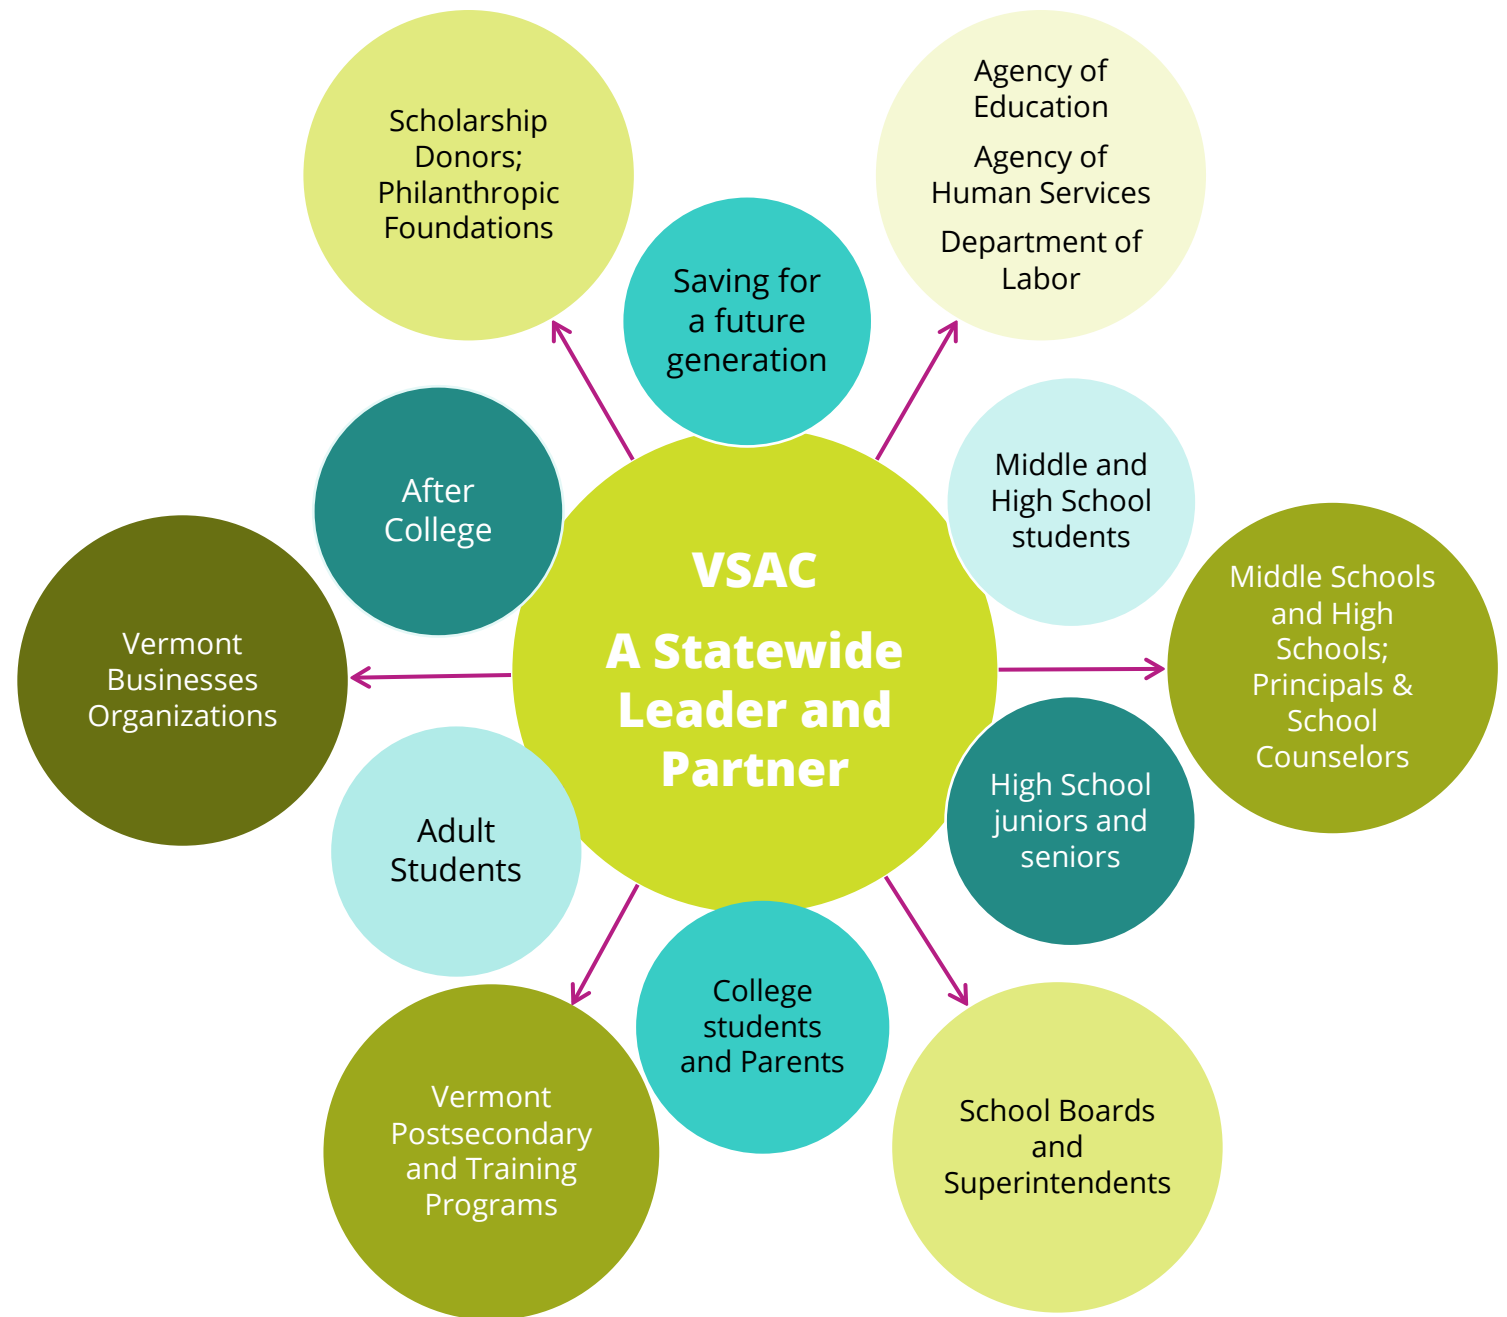 Scholarship
Donors;
Philanthropic
Foundations
Agency of
Education
Agency of
Human Services
Department of
Labor
Saving for
a future
generation
After
College
Middle and
High School
students
VSAC
A Statewide
Leader and
Partner
Vermont
Businesses
Organizations
Middle Schools
and High
Schools;
Principals &
School
Counselors
Adult
Students
High School
juniors and
seniors
College
students
and Parents
Vermont
Postsecondary
and Training
Programs
School Boards
and
Superintendents